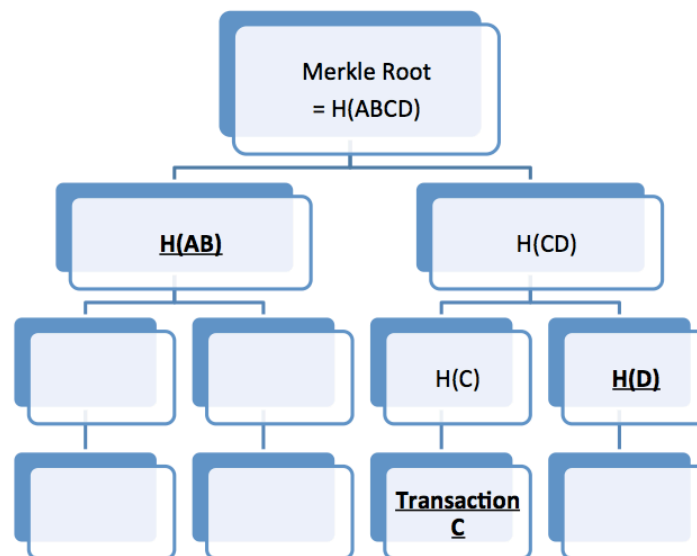 Merkle Root
= H(ABCD)
H(AB)
H(CD)
H(C)
H(D)
Transaction
C